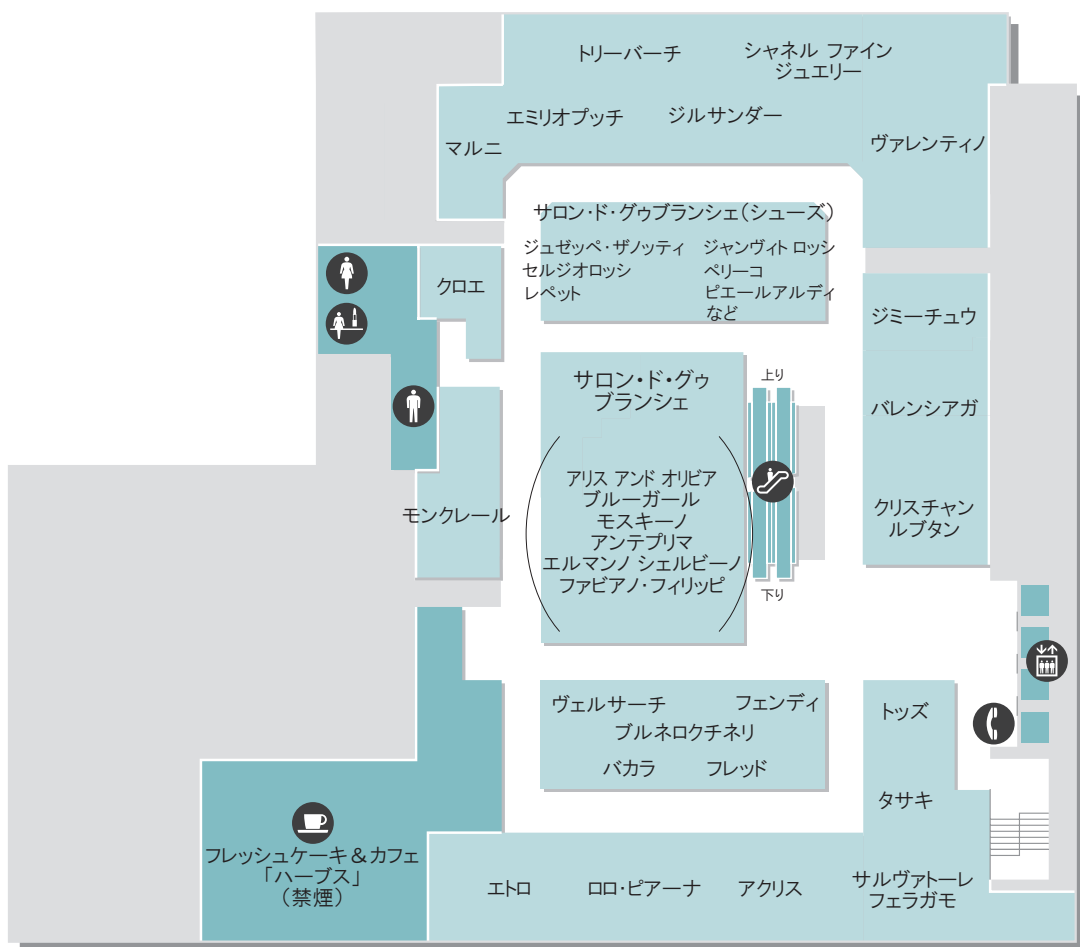 トリーバーチ
シャネル ファイン
ジュエリー
エミリオプッチ
ジルサンダー
マルニ
ヴァレンティノ
サロン・ド・グゥブランシェ(シューズ)
ジュゼッペ・ザノッティ
ジャンヴィト ロッシ
セルジオロッシ
ペリーコ
レペット
ピエールアルディ
など
クロエ
ジミーチュウ
サロン・ド・グゥ
ブランシェ
上り
バレンシアガ
アリス アンド オリビア
ブルーガール
モスキーノ
アンテプリマ
エルマンノ シェルビーノ
ファビアノ・フィリッピ
モンクレール
クリスチャン
ルブタン
下り
ヴェルサーチ
フェンディ
ブルネロクチネリ
バカラ
フレッド
トッズ
タサキ
フレッシュケーキ&カフェ
「ハーブス」
(禁煙)
エトロ
ロロ・ピアーナ
アクリス
サルヴァトーレ
フェラガモ